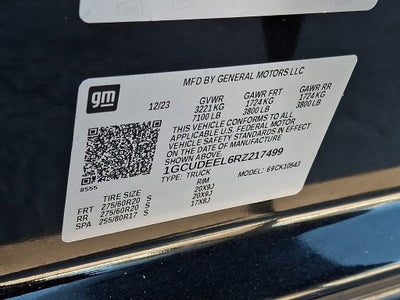 gm
MFD BY GENERAL MOTORS LLC
12/23 GVWR GAWR FRT GAWR RR
3221 KG 1724 KG 1724 KG
7100 LB 3800 LB 3800 LB
THIS VEHICLE CONFORMS TO ALL
APPLICABLE U.S. FEDERAL MOTOR
VEHICLE SAFETY STANDARDS IN EFFECT
ON THE DATE OF MANUFACTURE
SHOWN ABOVE.
1GCUDEEL6RZ217499
TYPE: TRUCK MODEL: 69CK10543
8555
TIRE SIZE RIM
FRT 275/60R20 S 20X9J
RR 275/60R20 S 20X9J
SPA 255/80R17 S 17X8J